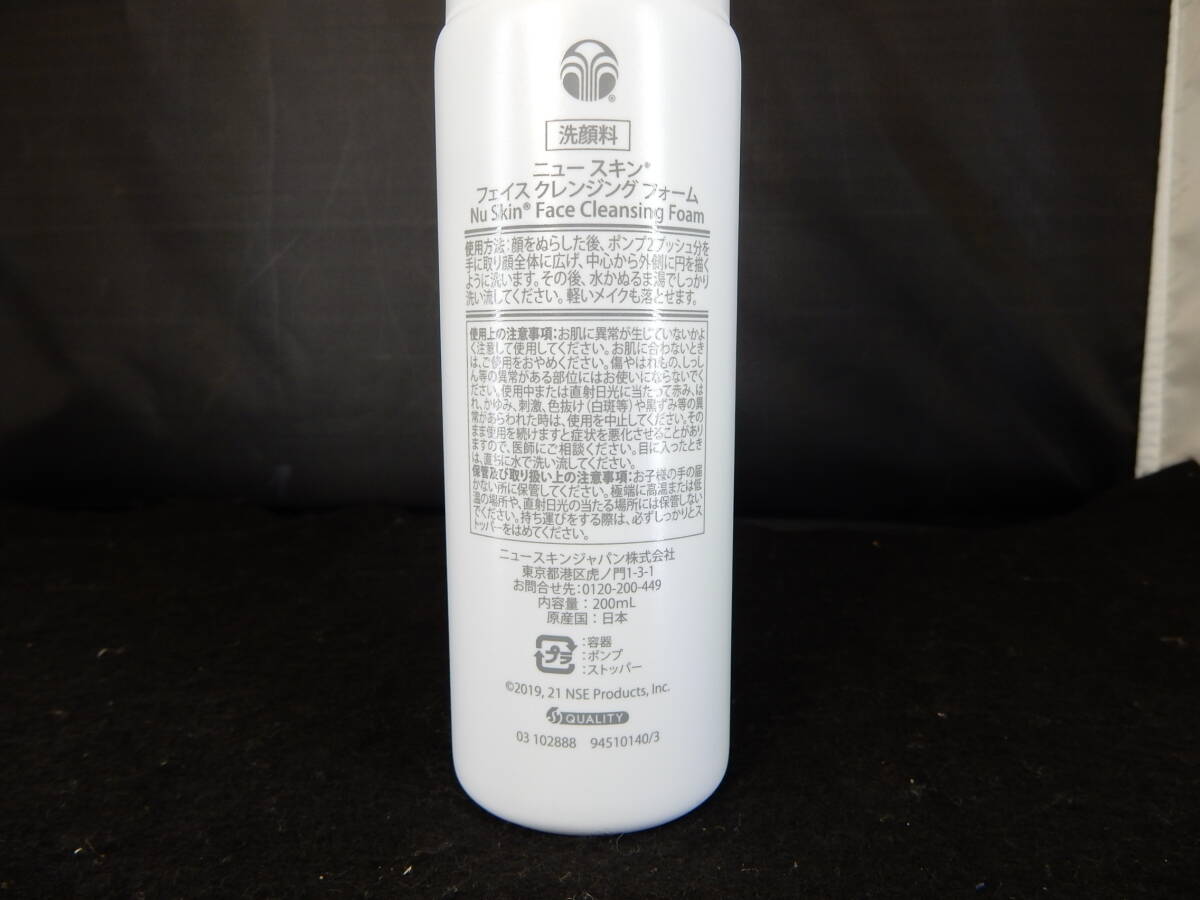 洗顔料
ニュー スキン®
フェイス クレンジング フォーム
Nu Skin® Face Cleansing Foam
使用方法:顔をぬらした後、ポンプ2プッシュ分を
手に取り顔全体に広げ、中心から外側に円を描く
ように洗います。その後、水かぬるま湯でしっかり
洗い流してください。軽いメイクも落とせます。
使用上の注意事項:お肌に異常が生じていないかよ
く注意して使用してください。お肌に合わないとき
は、ご使用をおやめください。傷やはれもの、しっし
ん等の異常がある部位にはお使いにならないでく
ださい。使用中または直射日光に当たって赤み、は
れ、かゆみ、刺激、色抜け(白斑等)や黒ずみ等の異
常があらわれた時は、使用を中止してください。その
まま使用を続けますと症状を悪化させることがあり
ますので、医師にご相談ください。目に入ったとき
は、直ちに水で洗い流してください。
保管及び取り扱い上の注意事項:お子様の手の届
かない所に保管してください。極端に高温または低
温の場所や、直射日光の当たる場所には保管しない
でください。持ち運びをする際は、必ずしっかりとス
トッパーをはめてください。
ニュースキンジャパン株式会社
東京都港区虎ノ門1-3-1
お問合せ先:0120-200-449
内容量:200mL
原産国:日本
プラ
:容器
:ポンプ
:ストッパー
©2019, 21 NSE Products, Inc.
QUALITY
03 102888 94510140/3